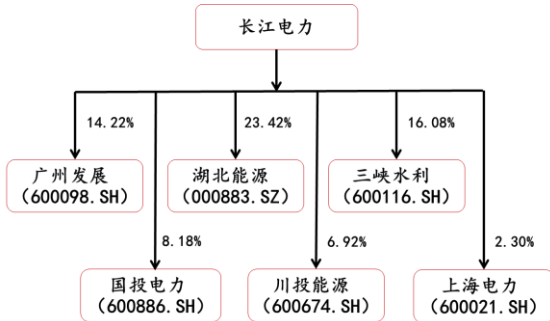 长江电力
14.22%
23.42%
16.08%
广州发展
(600098.SH)
湖北能源
(000883.SZ)
三峡水利
(600116.SH)
8.18%
6.92%
2.30%
国投电力
(600886.SH)
川投能源
(600674.SH)
上海电力
(600021.SH)